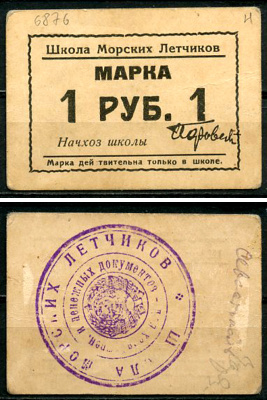 6876 И
Школа Морских Летчиков
МАРКА
1 РУБ. 1
Начхоз школы
Марка дей твительна только в школе.
ШКОЛА МОРСКИХ ЛЕТЧИКОВ
и денежных документов